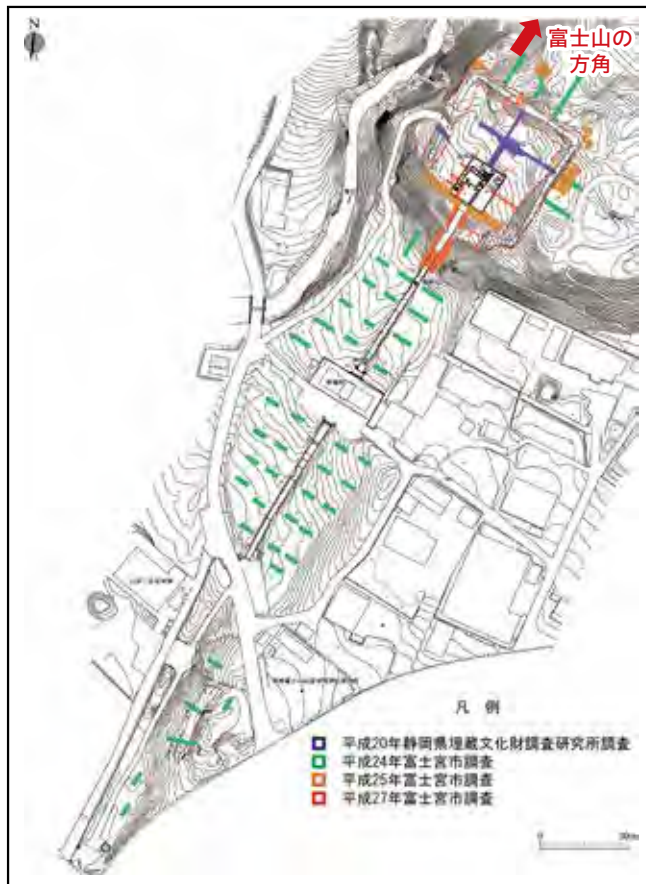 N
富士山の
方角
凡 例
平成20年静岡県埋蔵文化財調査研究所調査
平成24年富士宮市調査
平成25年富士宮市調査
平成27年富士宮市調査
0